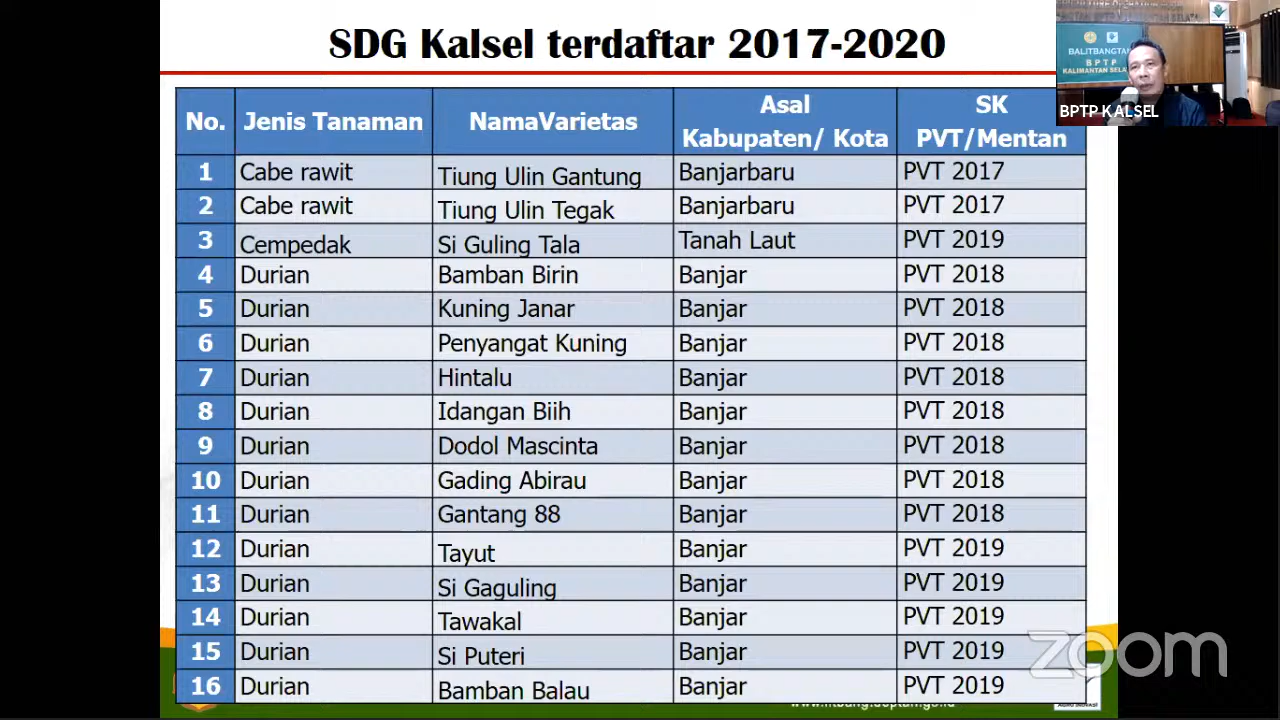 SDG Kalsel terdaftar 2017-2020
No. Jenis Tanaman NamaVarietas Asal Kabupaten/ Kota SK PVT/Mentan
1 Cabe rawit Tiung Ulin Gantung Banjarbaru PVT 2017
2 Cabe rawit Tiung Ulin Tegak Banjarbaru PVT 2017
3 Cempedak Si Guling Tala Tanah Laut PVT 2019
4 Durian Bamban Birin Banjar PVT 2018
5 Durian Kuning Janar Banjar PVT 2018
6 Durian Penyangat Kuning Banjar PVT 2018
7 Durian Hintalu Banjar PVT 2018
8 Durian Idangan Biih Banjar PVT 2018
9 Durian Dodol Mascinta Banjar PVT 2018
10 Durian Gading Abirau Banjar PVT 2018
11 Durian Gantang 88 Banjar PVT 2018
12 Durian Tayut Banjar PVT 2019
13 Durian Si Gaguling Banjar PVT 2019
14 Durian Tawakal Banjar PVT 2019
15 Durian Si Puteri Banjar PVT 2019
16 Durian Bamban Balau Banjar PVT 2019
BALITBANGTAN
BPTP
KALIMANTAN SELA
BPTP KALSEL
zoom